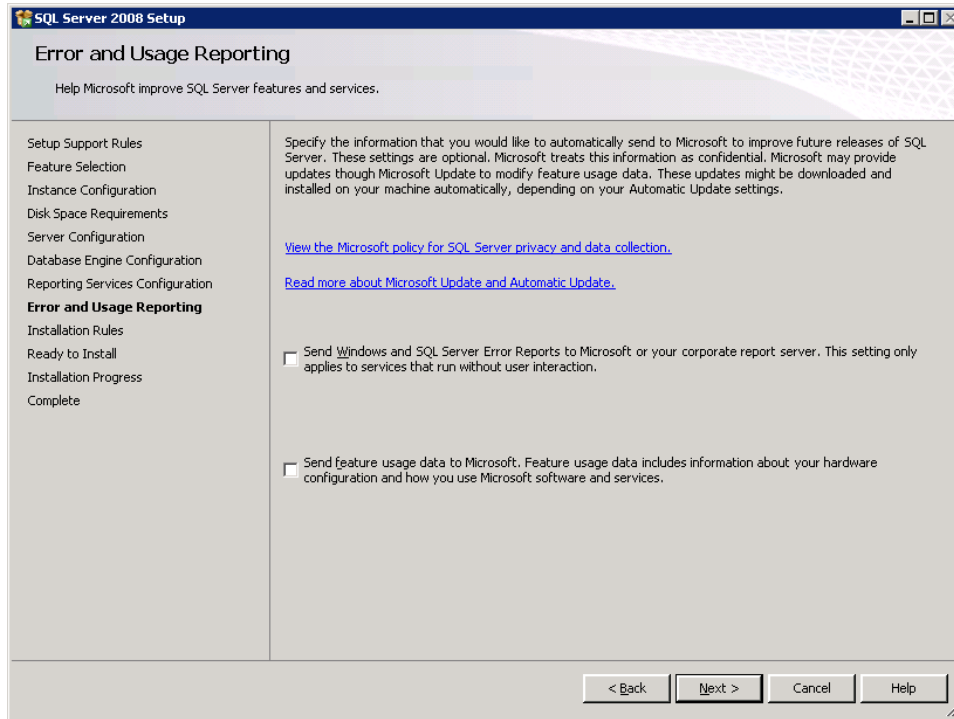 SQL Server 2008 Setup
Error and Usage Reporting
Help Microsoft improve SQL Server features and services.
Setup Support Rules
Feature Selection
Instance Configuration
Disk Space Requirements
Server Configuration
Database Engine Configuration
Reporting Services Configuration
Error and Usage Reporting
Installation Rules
Ready to Install
Installation Progress
Complete
Specify the information that you would like to automatically send to Microsoft to improve future releases of SQL
Server. These settings are optional. Microsoft treats this information as confidential. Microsoft may provide
updates though Microsoft Update to modify feature usage data. These updates might be downloaded and
installed on your machine automatically, depending on your Automatic Update settings.
View the Microsoft policy for SQL Server privacy and data collection.
Read more about Microsoft Update and Automatic Update.
Send Windows and SQL Server Error Reports to Microsoft or your corporate report server. This setting only
applies to services that run without user interaction.
Send feature usage data to Microsoft. Feature usage data includes information about your hardware
configuration and how you use Microsoft software and services.
< Back
Next >
Cancel
Help